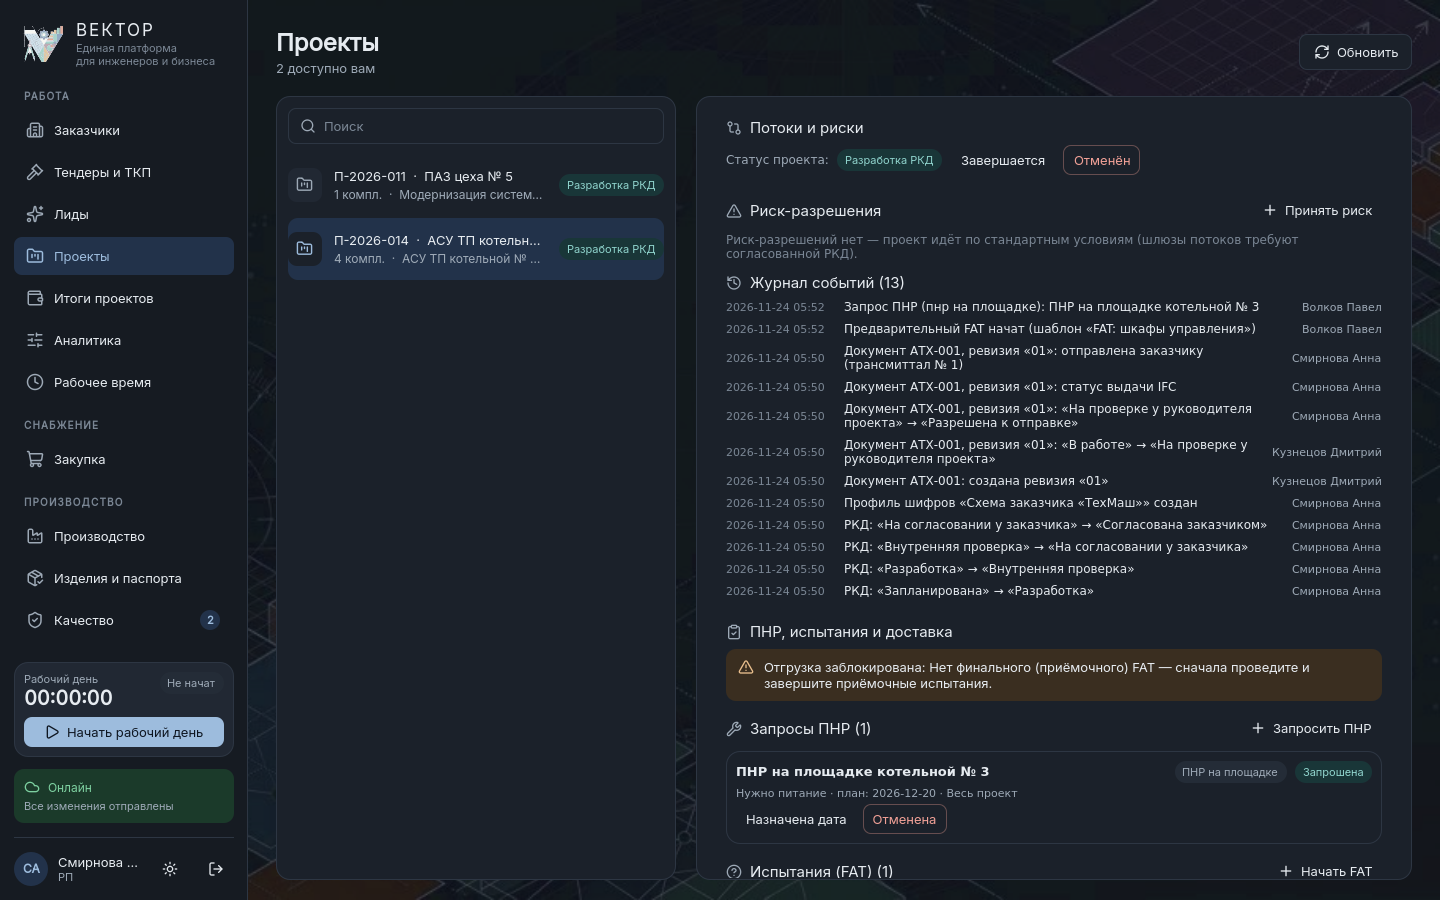 ВЕКТОР
Единая платформа
для инженеров и бизнеса
РАБОТА
Заказчики
Тендеры и ТКП
Лиды
Проекты
Итоги проектов
Аналитика
Рабочее время
СНАБЖЕНИЕ
Закупка
ПРОИЗВОДСТВО
Производство
Изделия и паспорта
Качество 2
Рабочий день
Не начат
00:00:00
Начать рабочий день
Онлайн
Все изменения отправлены
СА
Смирнова ...
РП
Проекты
2 доступно вам
Обновить
Поиск
П-2026-011 · ПАЗ цеха № 5
1 компл. · Модернизация систем...
Разработка РКД
П-2026-014 · АСУ ТП котельн...
4 компл. · АСУ ТП котельной № ...
Разработка РКД
Потоки и риски
Статус проекта: Разработка РКД Завершается Отменён
Риск-разрешения
Принять риск
Риск-разрешений нет — проект идёт по стандартным условиям (шлюзы потоков требуют
согласованной РКД).
Журнал событий (13)
2026-11-24 05:52 Запрос ПНР (пнр на площадке): ПНР на площадке котельной № 3 Волков Павел
2026-11-24 05:52 Предварительный FAT начат (шаблон «FAT: шкафы управления») Волков Павел
2026-11-24 05:50 Документ АТХ-001, ревизия «01»: отправлена заказчику
(трансмиттал № 1) Смирнова Анна
2026-11-24 05:50 Документ АТХ-001, ревизия «01»: статус выдачи IFC Смирнова Анна
2026-11-24 05:50 Документ АТХ-001, ревизия «01»: «На проверке у руководителя
проекта» → «Разрешена к отправке» Смирнова Анна
2026-11-24 05:50 Документ АТХ-001, ревизия «01»: «В работе» → «На проверке у
руководителя проекта» Кузнецов Дмитрий
2026-11-24 05:50 Документ АТХ-001: создана ревизия «01» Кузнецов Дмитрий
2026-11-24 05:50 Профиль шифров «Схема заказчика «ТехМаш»» создан Смирнова Анна
2026-11-24 05:50 РКД: «На согласовании у заказчика» → «Согласована заказчиком» Смирнова Анна
2026-11-24 05:50 РКД: «Внутренняя проверка» → «На согласовании у заказчика» Смирнова Анна
2026-11-24 05:50 РКД: «Разработка» → «Внутренняя проверка» Смирнова Анна
2026-11-24 05:50 РКД: «Запланирована» → «Разработка» Смирнова Анна
ПНР, испытания и доставка
Отгрузка заблокирована: Нет финального (приёмочного) FAT — сначала проведите и
завершите приёмочные испытания.
Запросы ПНР (1)
Запросить ПНР
ПНР на площадке котельной № 3
ПНР на площадке Запрошена
Нужно питание · план: 2026-12-20 · Весь проект
Назначена дата Отменена
Испытания (FAT) (1)
Начать FAT